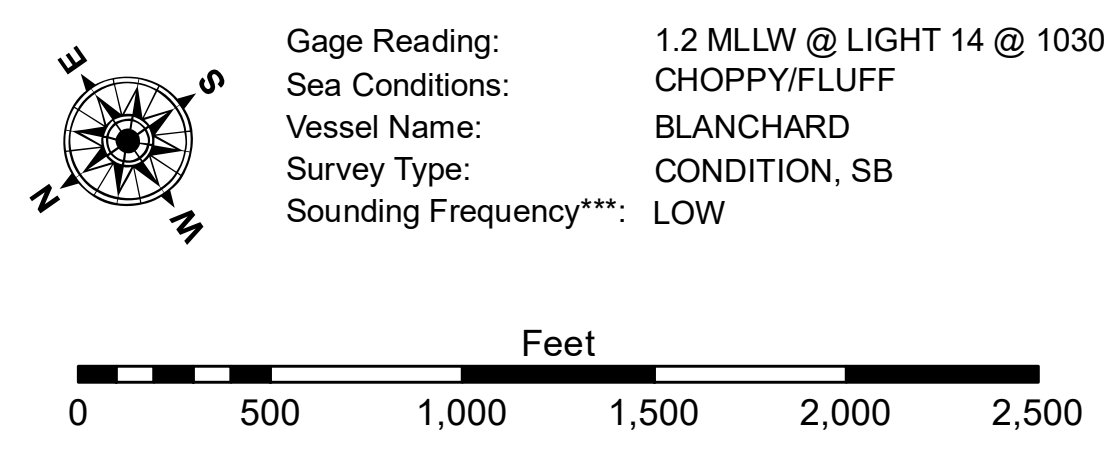 E
S
N
W
Gage Reading: 1.2 MLLW @ LIGHT 14 @ 1030
Sea Conditions: CHOPPY/FLUFF
Vessel Name: BLANCHARD
Survey Type: CONDITION, SB
Sounding Frequency***: LOW
Feet
0 500 1,000 1,500 2,000 2,500